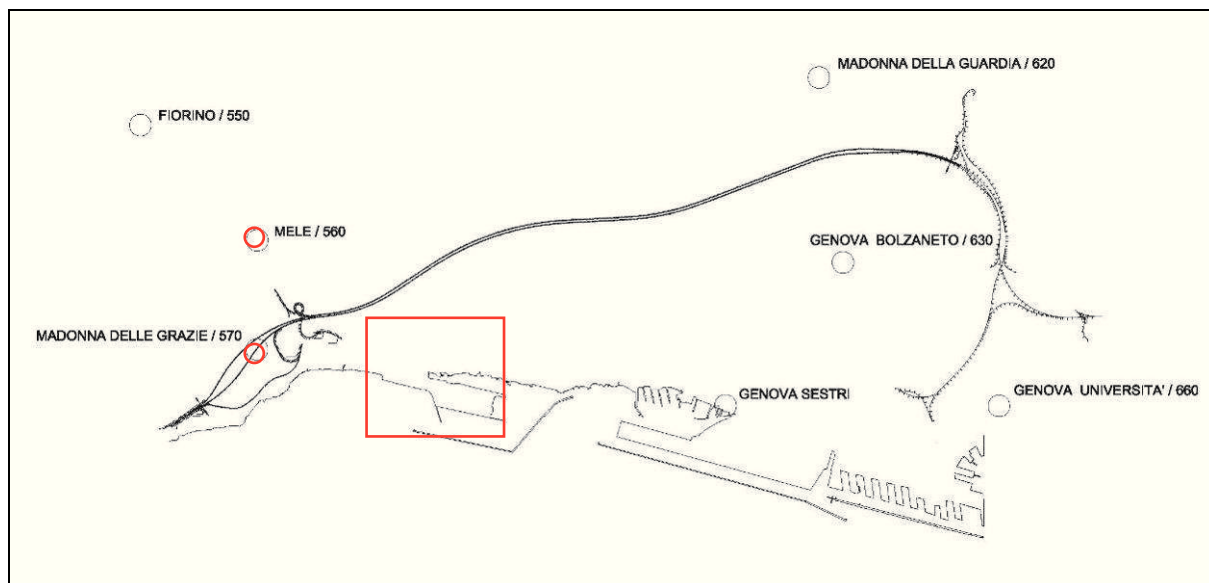 MADONNA DELLA GUARDIA / 620
FIORINO / 550
MELE / 560
GENOVA BOLZANETO / 630
MADONNA DELLE GRAZIE / 570
GENOVA SESTRI
GENOVA UNIVERSITA' / 660